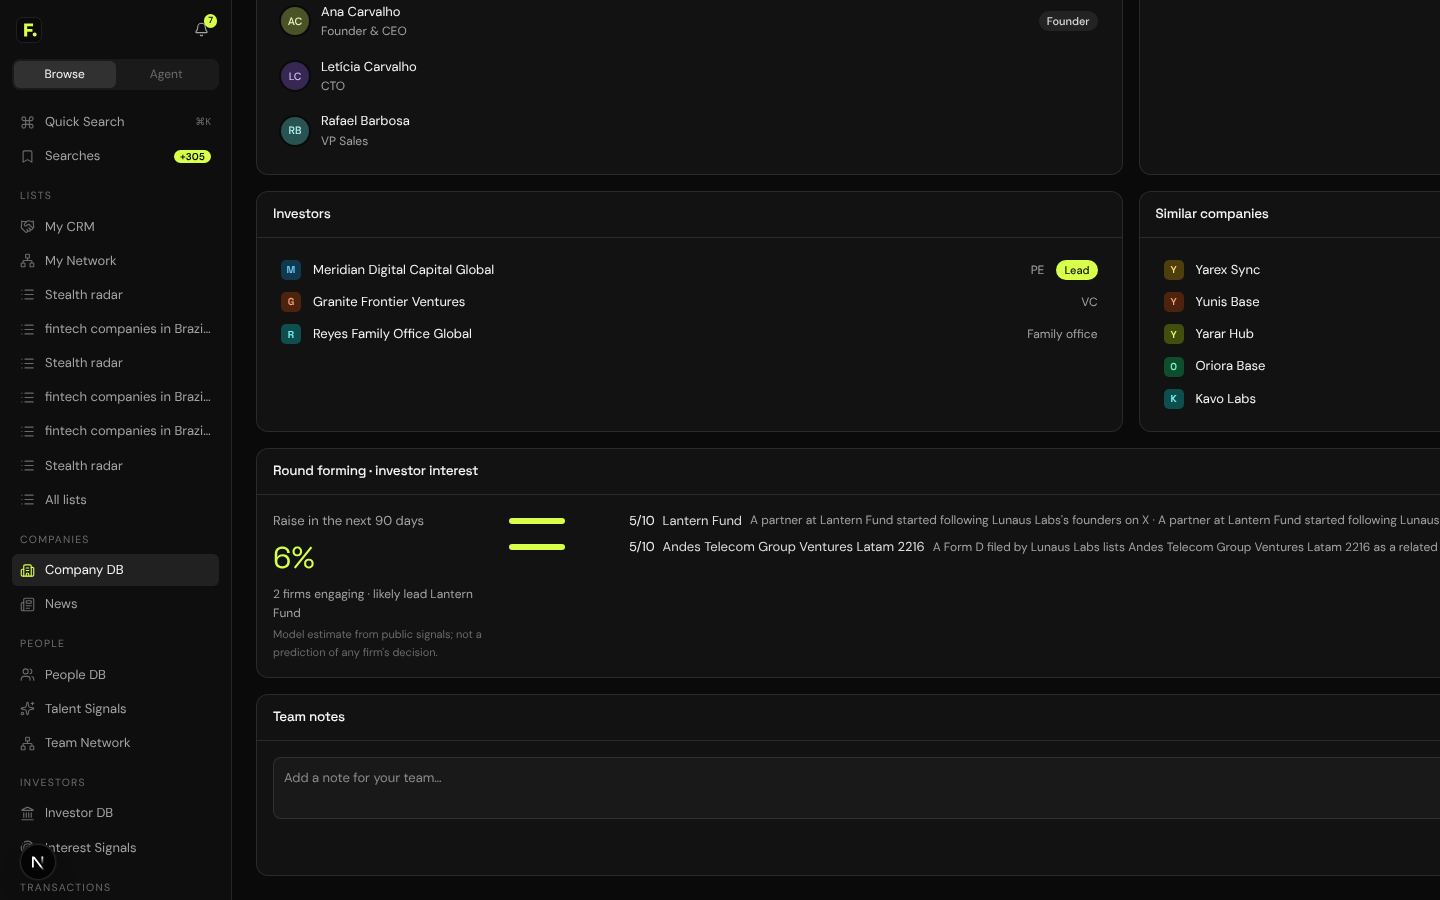 F.
7
Browse
Agent
Quick Search
⌘K
Searches
+305
LISTS
My CRM
My Network
Stealth radar
fintech companies in Brazi...
Stealth radar
fintech companies in Brazi...
fintech companies in Brazi...
Stealth radar
All lists
COMPANIES
Company DB
News
PEOPLE
People DB
Talent Signals
Team Network
INVESTORS
Investor DB
Interest Signals
N
TRANSACTIONS
AC
Ana Carvalho
Founder & CEO
Founder
LC
Letícia Carvalho
CTO
RB
Rafael Barbosa
VP Sales
Investors
M
Meridian Digital Capital Global
PE
Lead
G
Granite Frontier Ventures
VC
R
Reyes Family Office Global
Family office
Similar companies
Y
Yarex Sync
Y
Yunis Base
Y
Yarar Hub
O
Oriora Base
K
Kavo Labs
Round forming · investor interest
Raise in the next 90 days
6%
2 firms engaging · likely lead Lantern
Fund
Model estimate from public signals; not a
prediction of any firm's decision.
5/10 Lantern Fund A partner at Lantern Fund started following Lunaus Labs's founders on X · A partner at Lantern Fund started following Lunaus
5/10 Andes Telecom Group Ventures Latam 2216 A Form D filed by Lunaus Labs lists Andes Telecom Group Ventures Latam 2216 as a related
Team notes
Add a note for your team...